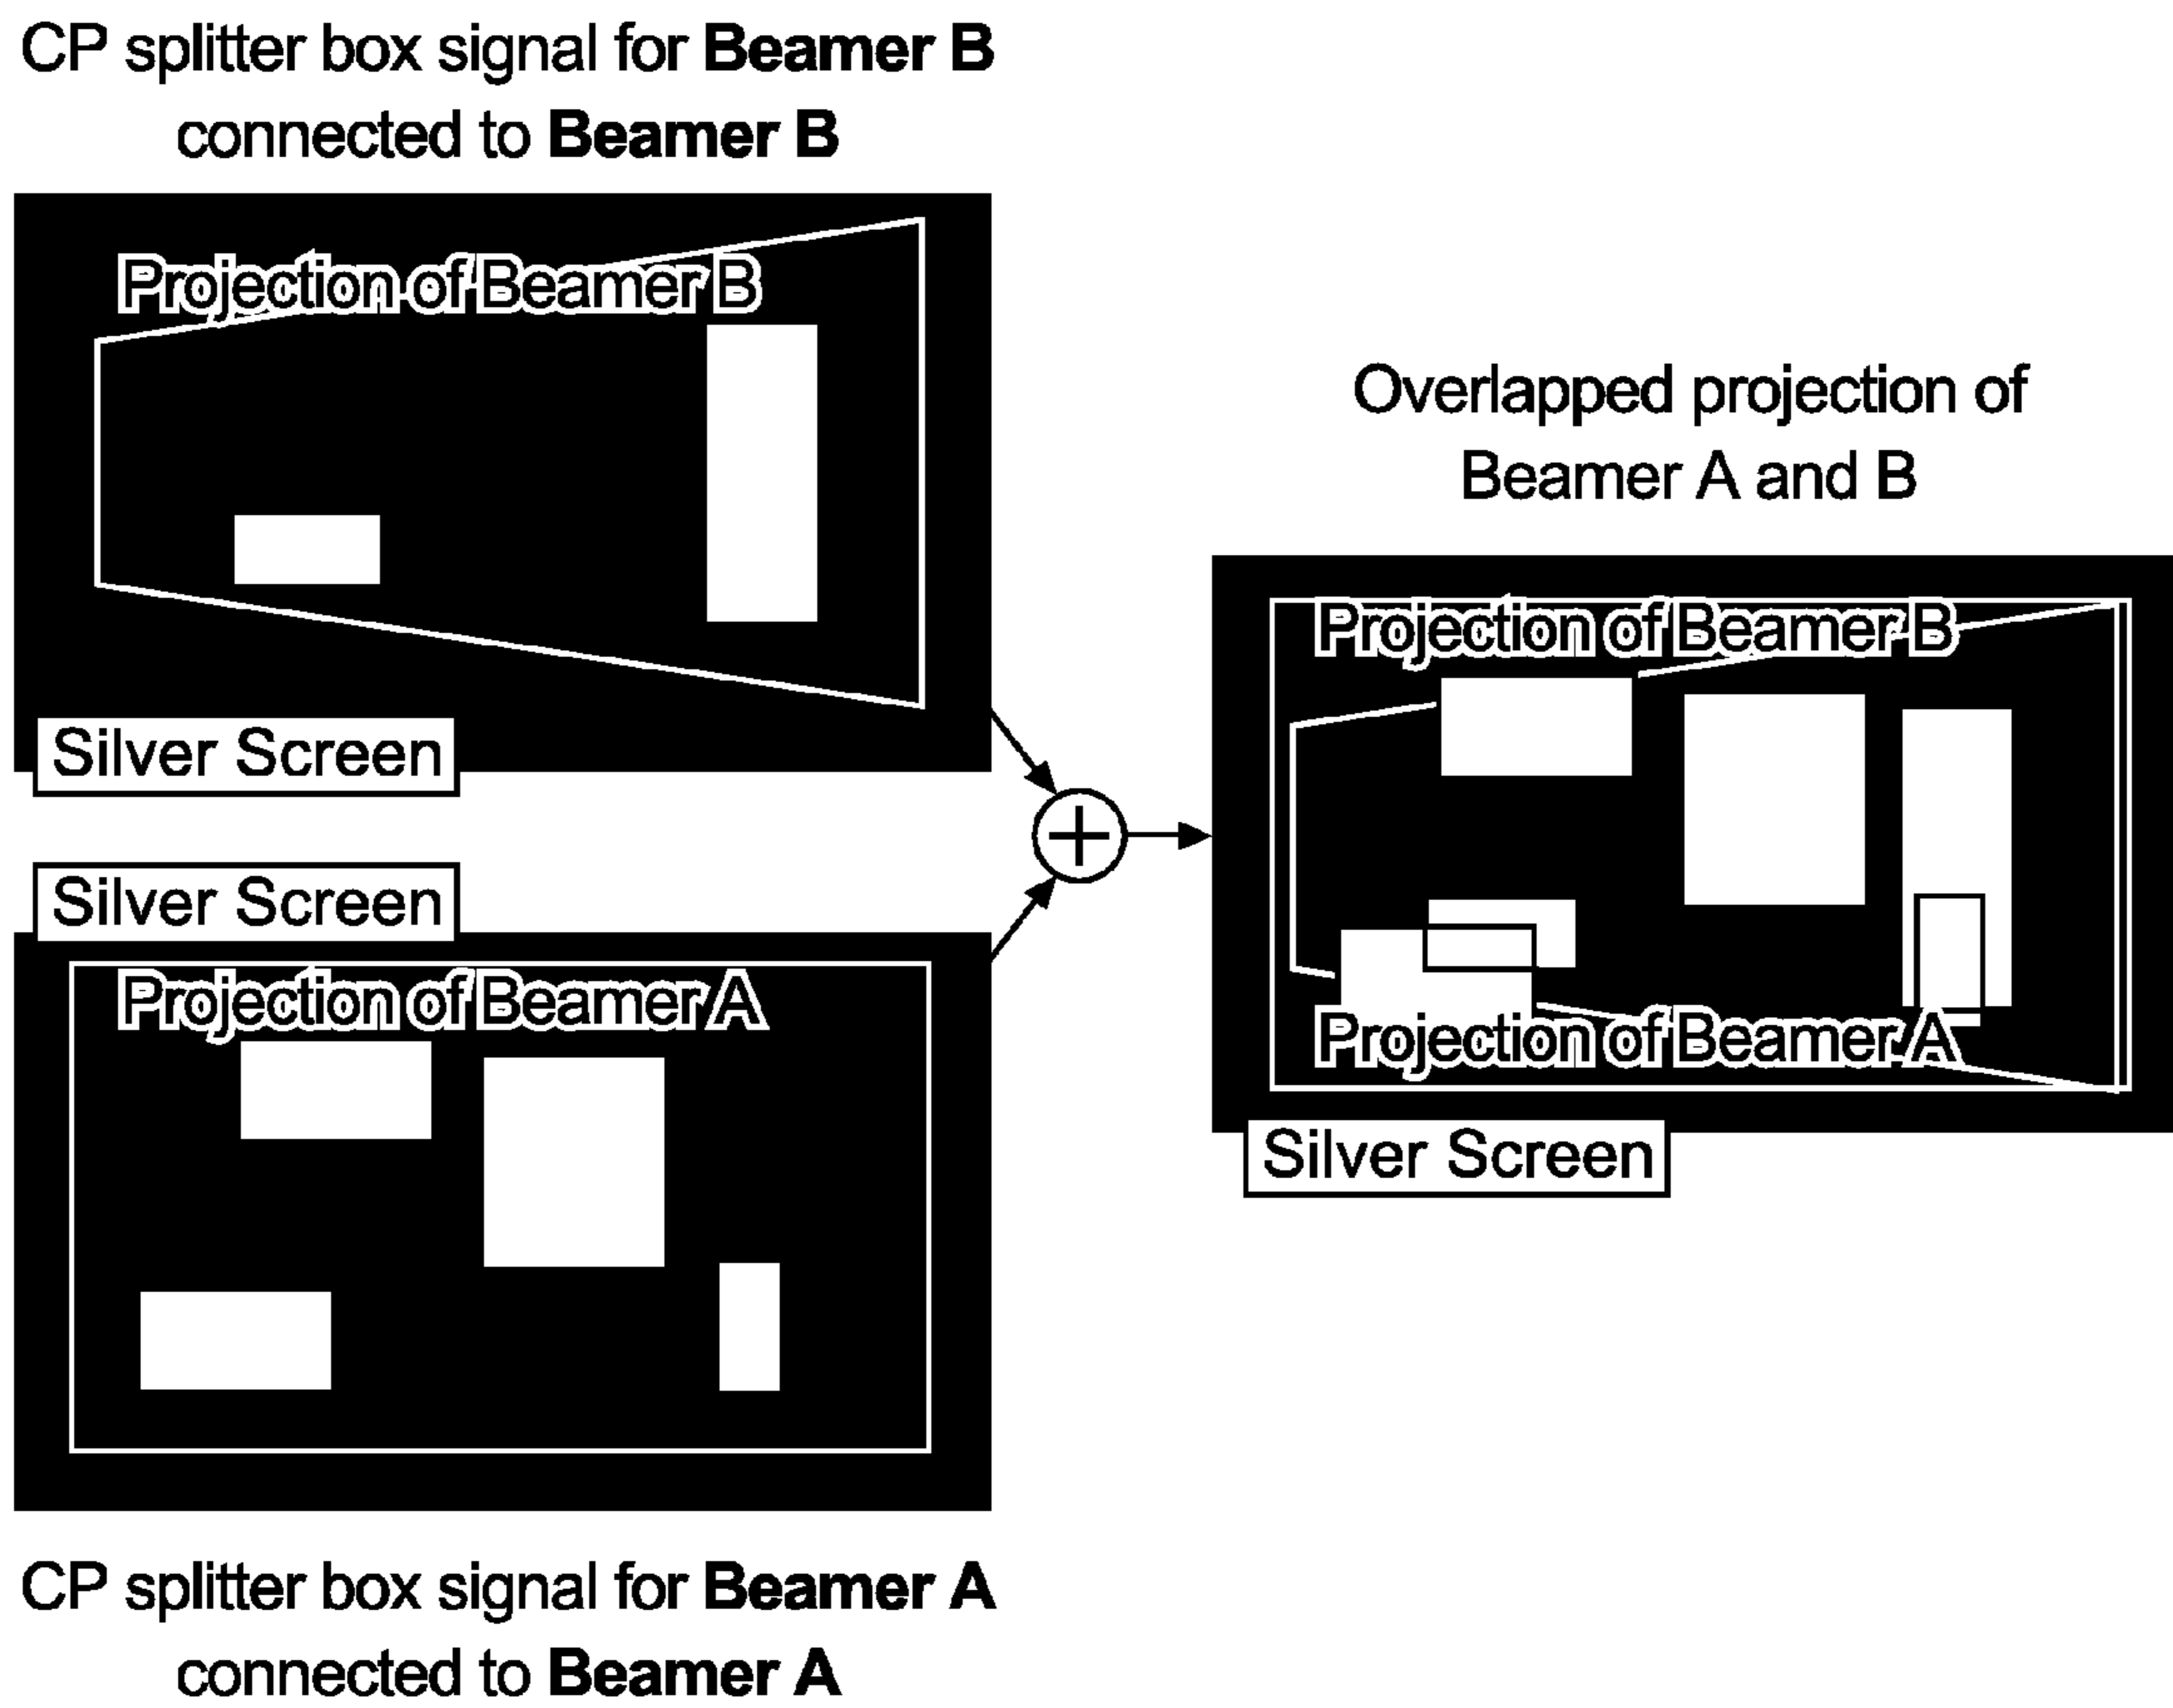 CP splitter box signal for Beamer B
connected to Beamer B
Projection of Beamer B
Silver Screen
Silver Screen
Projection of Beamer A
CP splitter box signal for Beamer A
connected to Beamer A
Overlapped projection of
Beamer A and B
Projection of Beamer B
Projection of Beamer A
Silver Screen